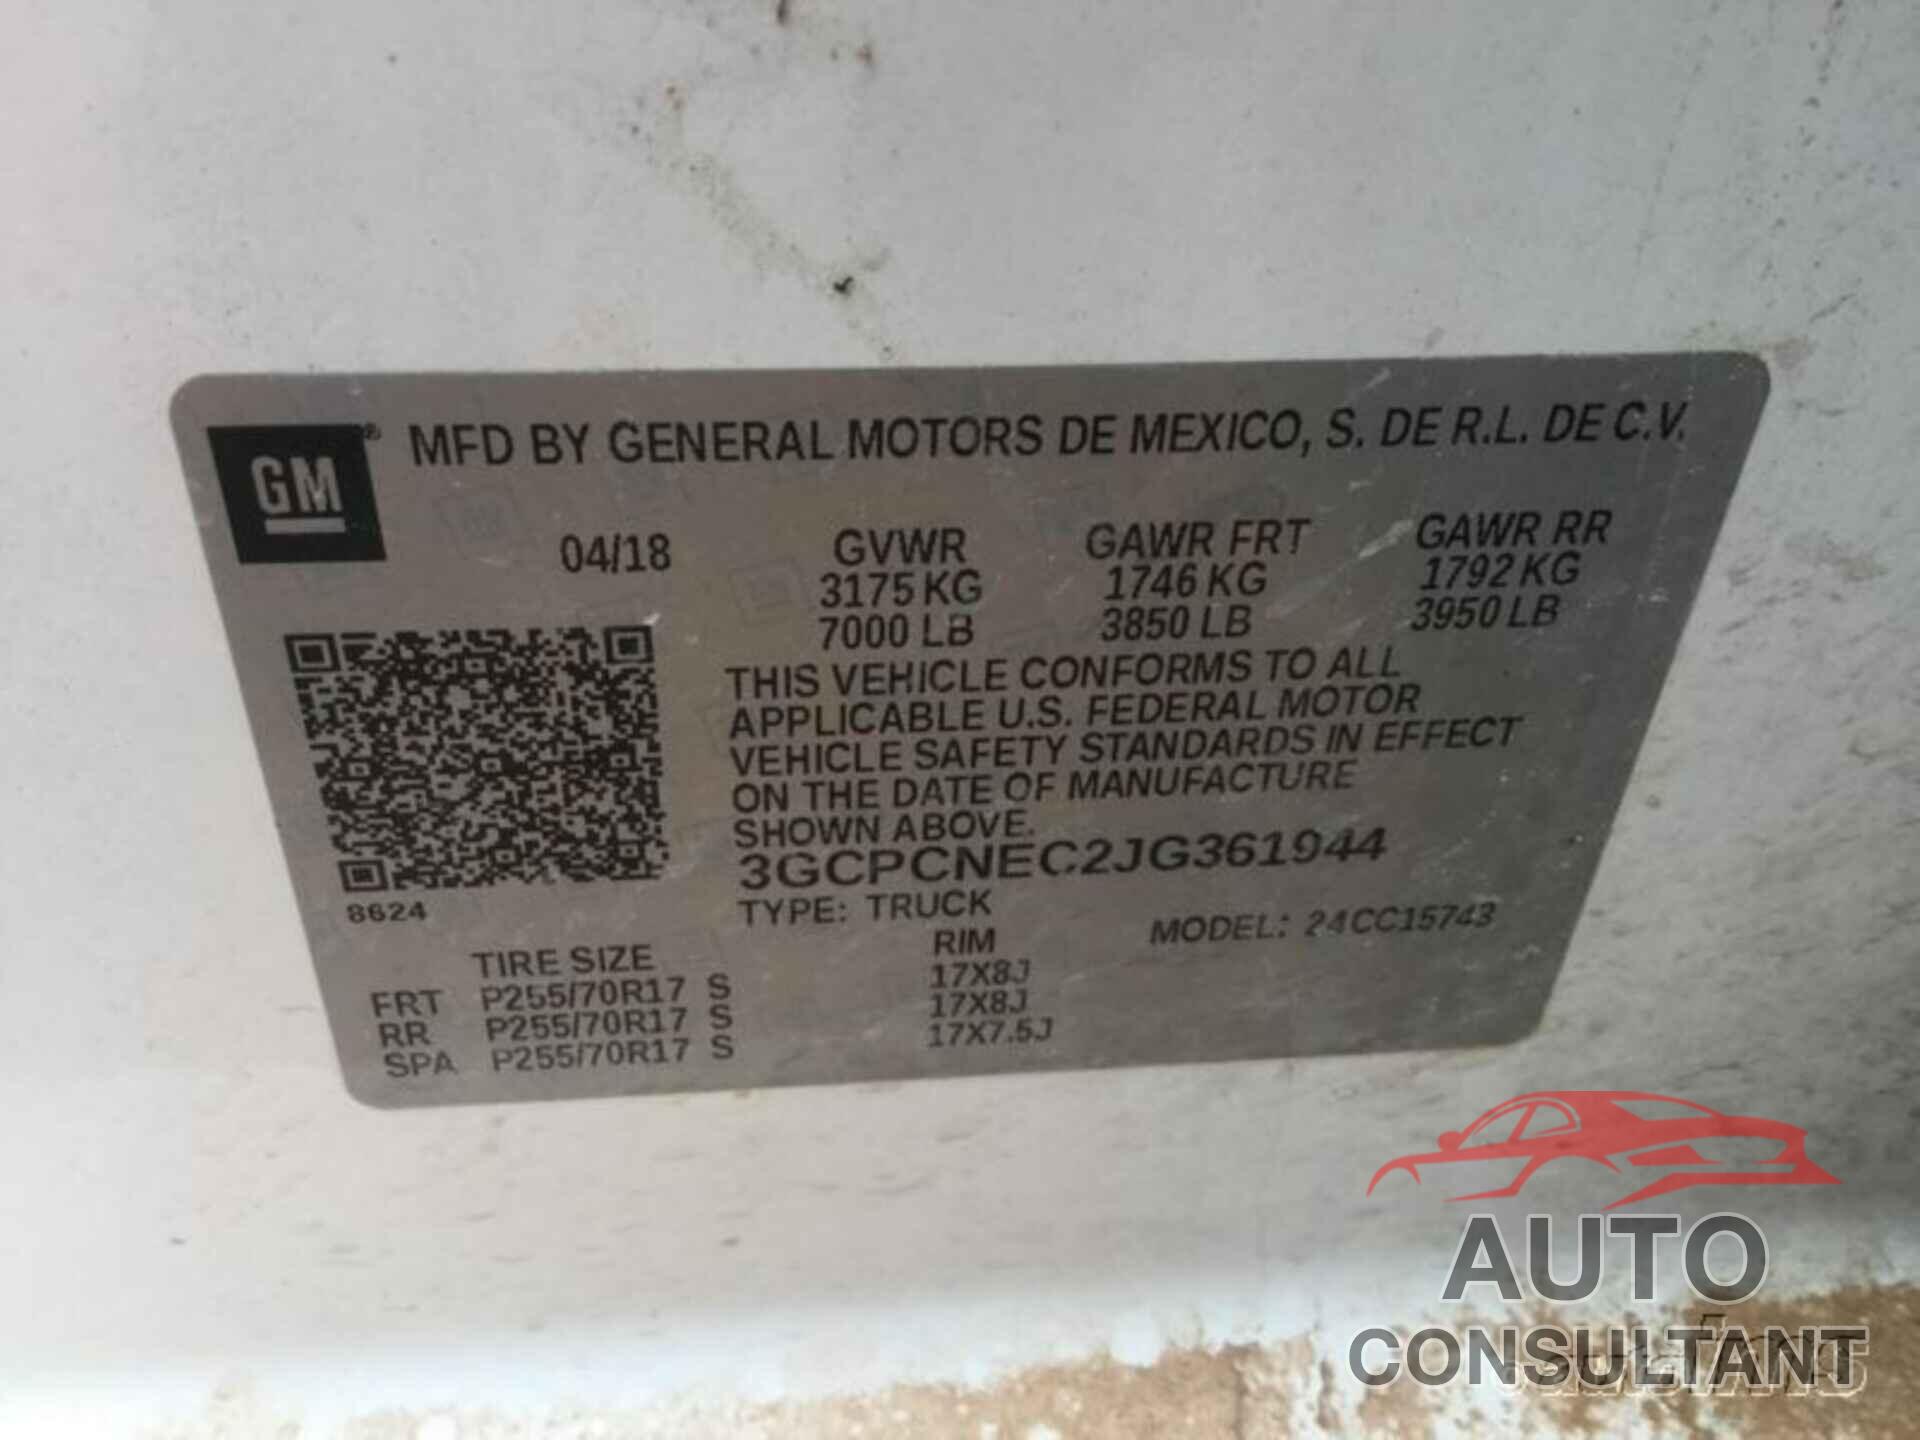 GM®
MFD BY GENERAL MOTORS DE MEXICO, S. DE R.L. DE C.V.
04/18
GVWR GAWR FRT GAWR RR
3175 KG 1746 KG 1792 KG
7000 LB 3850 LB 3950 LB
THIS VEHICLE CONFORMS TO ALL
APPLICABLE U.S. FEDERAL MOTOR
VEHICLE SAFETY STANDARDS IN EFFECT
ON THE DATE OF MANUFACTURE
SHOWN ABOVE.
3GCPCNEC2JG361944
8624
TYPE: TRUCK MODEL: 24CC15743
TIRE SIZE RIM
FRT P255/70R17 S 17X8J
RR P255/70R17 S 17X8J
SPA P255/70R17 S 17X7.5J
AUTO
CONSULTANT